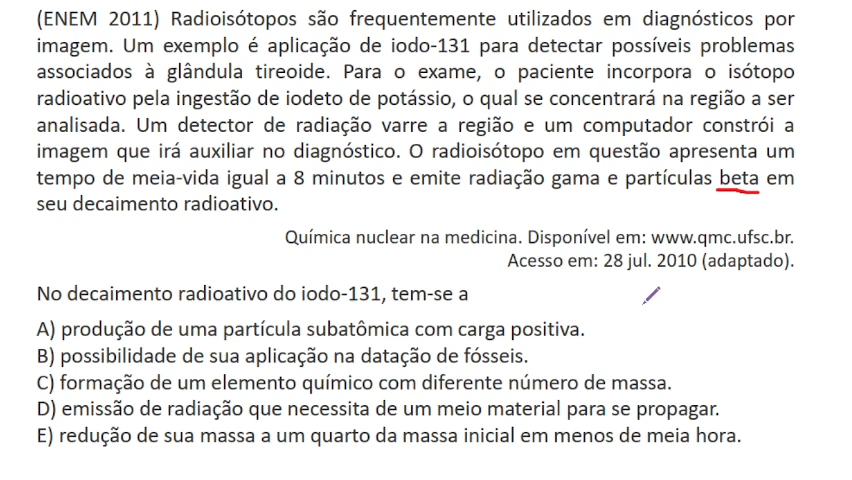 (ENEM 2011) Radioisótopos são frequentemente utilizados em diagnósticos por
imagem. Um exemplo é aplicação de iodo-131 para detectar possíveis problemas
associados à glândula tireoide. Para o exame, o paciente incorpora o isótopo
radioativo pela ingestão de iodeto de potássio, o qual se concentrará na região a ser
analisada. Um detector de radiação varre a região e um computador constrói a
imagem que irá auxiliar no diagnóstico. O radioisótopo em questão apresenta um
tempo de meia-vida igual a 8 minutos e emite radiação gama e partículas beta em
seu decaimento radioativo.
Química nuclear na medicina. Disponível em: www.qmc.ufsc.br.
Acesso em: 28 jul. 2010 (adaptado).
No decaimento radioativo do iodo-131, tem-se a
A) produção de uma partícula subatômica com carga positiva.
B) possibilidade de sua aplicação na datação de fósseis.
C) formação de um elemento químico com diferente número de massa.
D) emissão de radiação que necessita de um meio material para se propagar.
E) redução de sua massa a um quarto da massa inicial em menos de meia hora.